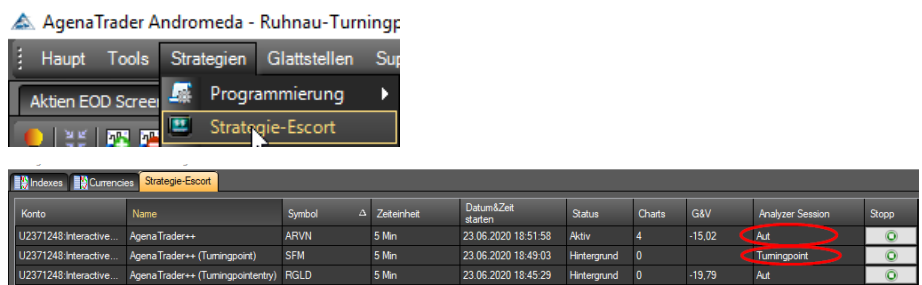 AgenaTrader Andromeda - Ruhnau-Turningp
Haupt Tools Strategien Glattstellen Sup
Aktien EOD Scree Programmierung
Strategie-Escort
Indexes Currencies Strategie-Escort
Konto Name Symbol Zeiteinheit Datum&Zeit starten Status Charts G&V Analyzer Session Stopp
U2371248:Interactive... AgenaTrader++ ARVN 5 Min 23.06.2020 18:51:58 Aktiv 4 -15,02 Aut
U2371248:Interactive... AgenaTrader++ (Turningpoint) SFM 5 Min 23.06.2020 18:49:03 Hintergrund 0 Turningpoint
U2371248:Interactive... AgenaTrader++ (Turningpointentry) RGLD 5 Min 23.06.2020 18:45:29 Hintergrund 0 -19,79 Aut